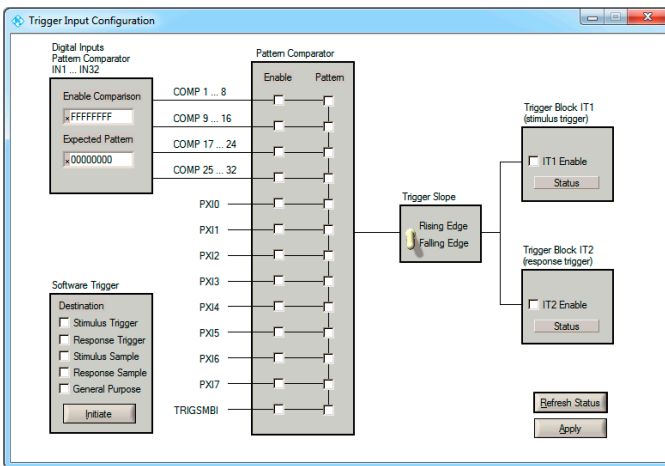 Trigger Input Configuration
Digital Inputs
Pattern Comparator
IN1 ... IN32
Enable Comparison
xFFFFFFFF
Expected Pattern
x00000000
COMP 1 ... 8
COMP 9 ... 16
COMP 17 ... 24
COMP 25 ... 32
PXI0
PXI1
PXI2
PXI3
PXI4
PXI5
PXI6
PXI7
TRIGSMBI
Pattern Comparator
Enable Pattern
Trigger Slope
Rising Edge
Falling Edge
Trigger Block IT1
(stimulus trigger)
IT1 Enable
Status
Trigger Block IT2
(response trigger)
IT2 Enable
Status
Software Trigger
Destination
Stimulus Trigger
Response Trigger
Stimulus Sample
Response Sample
General Purpose
Initiate
Refresh Status
Apply